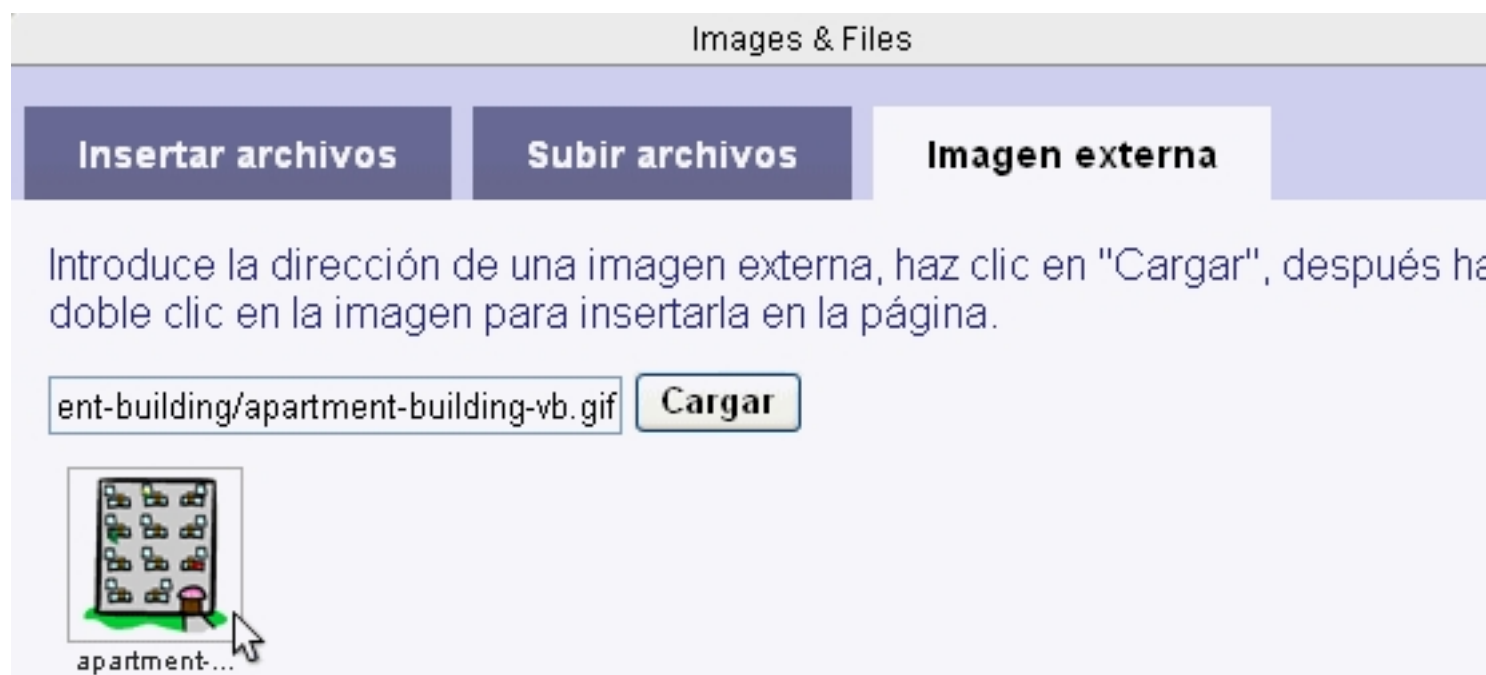 Images & Files
Insertar archivos Subir archivos Imagen externa
Introduce la dirección de una imagen externa, haz clic en "Cargar", después ha
doble clic en la imagen para insertarla en la página.
ent-building/apartment-building-vb.gif Cargar
apartment-...